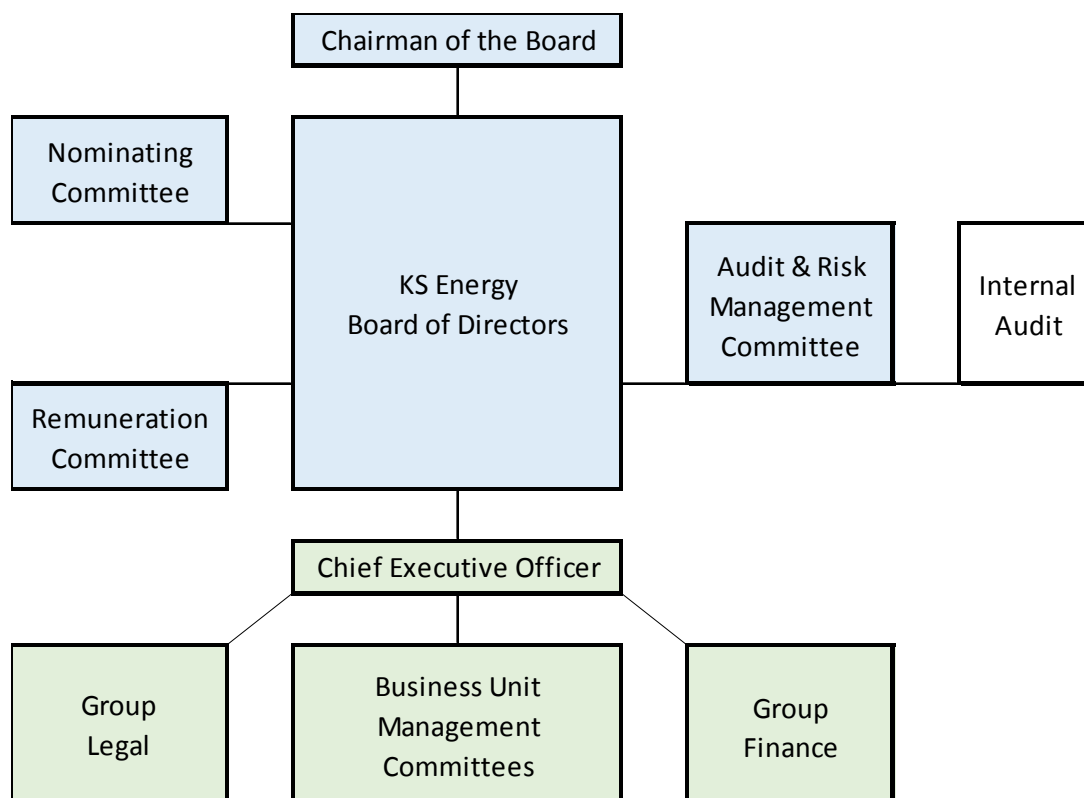 Chairman of the Board
Nominating
Committee
KS Energy
Board of Directors
Audit & Risk
Management
Committee
Internal
Audit
Remuneration
Committee
Chief Executive Officer
Group
Legal
Business Unit
Management
Committees
Group
Finance